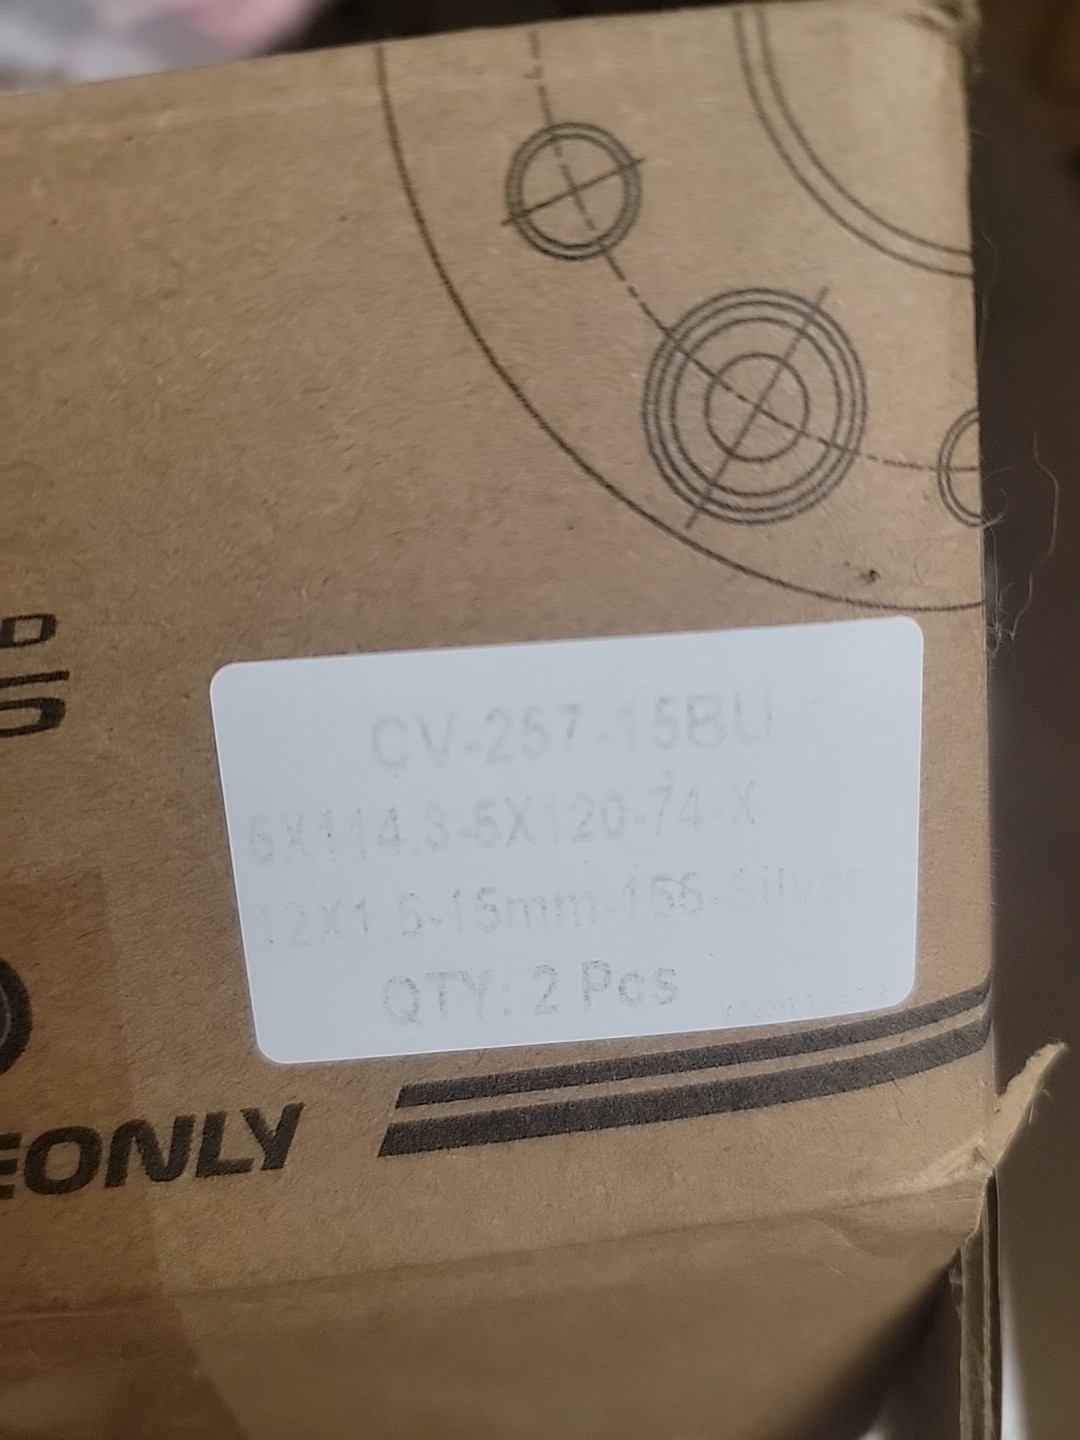 D
S
CV-257-15BU
5X114.3-5X120-74-X
12X1.5-15mm-156-Silver
QTY: 2 Pcs
EONLY